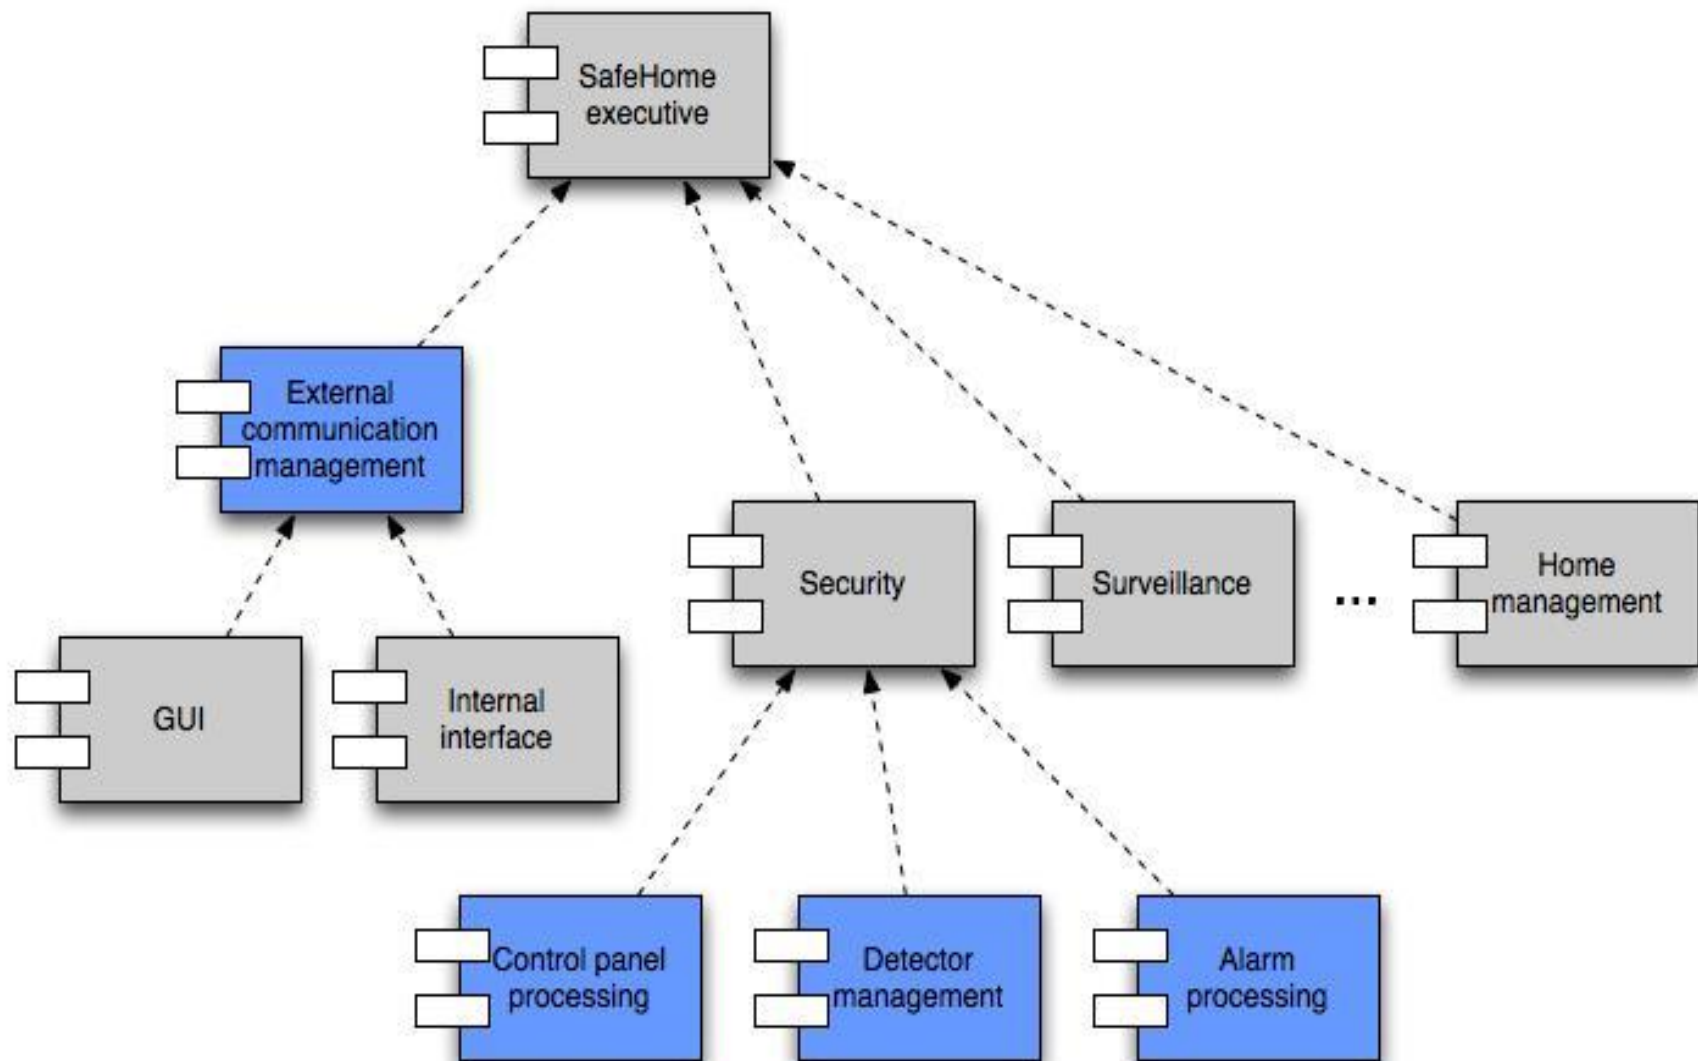 SafeHome
executive
External
communication
management
Security
Surveillance
...
Home
management
GUI
Internal
interface
Control panel
processing
Detector
management
Alarm
processing